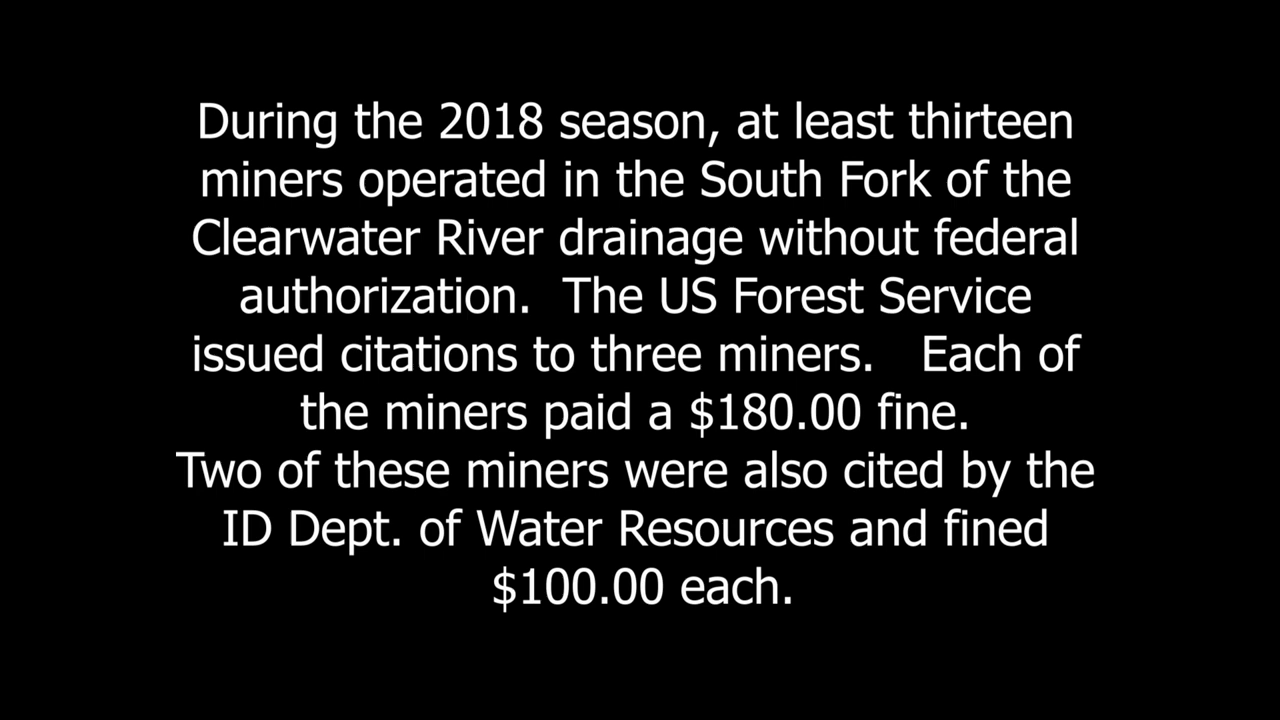 During the 2018 season, at least thirteen
miners operated in the South Fork of the
Clearwater River drainage without federal
authorization.  The US Forest Service
issued citations to three miners.   Each of
the miners paid a $180.00 fine.
Two of these miners were also cited by the
ID Dept. of Water Resources and fined
$100.00 each.